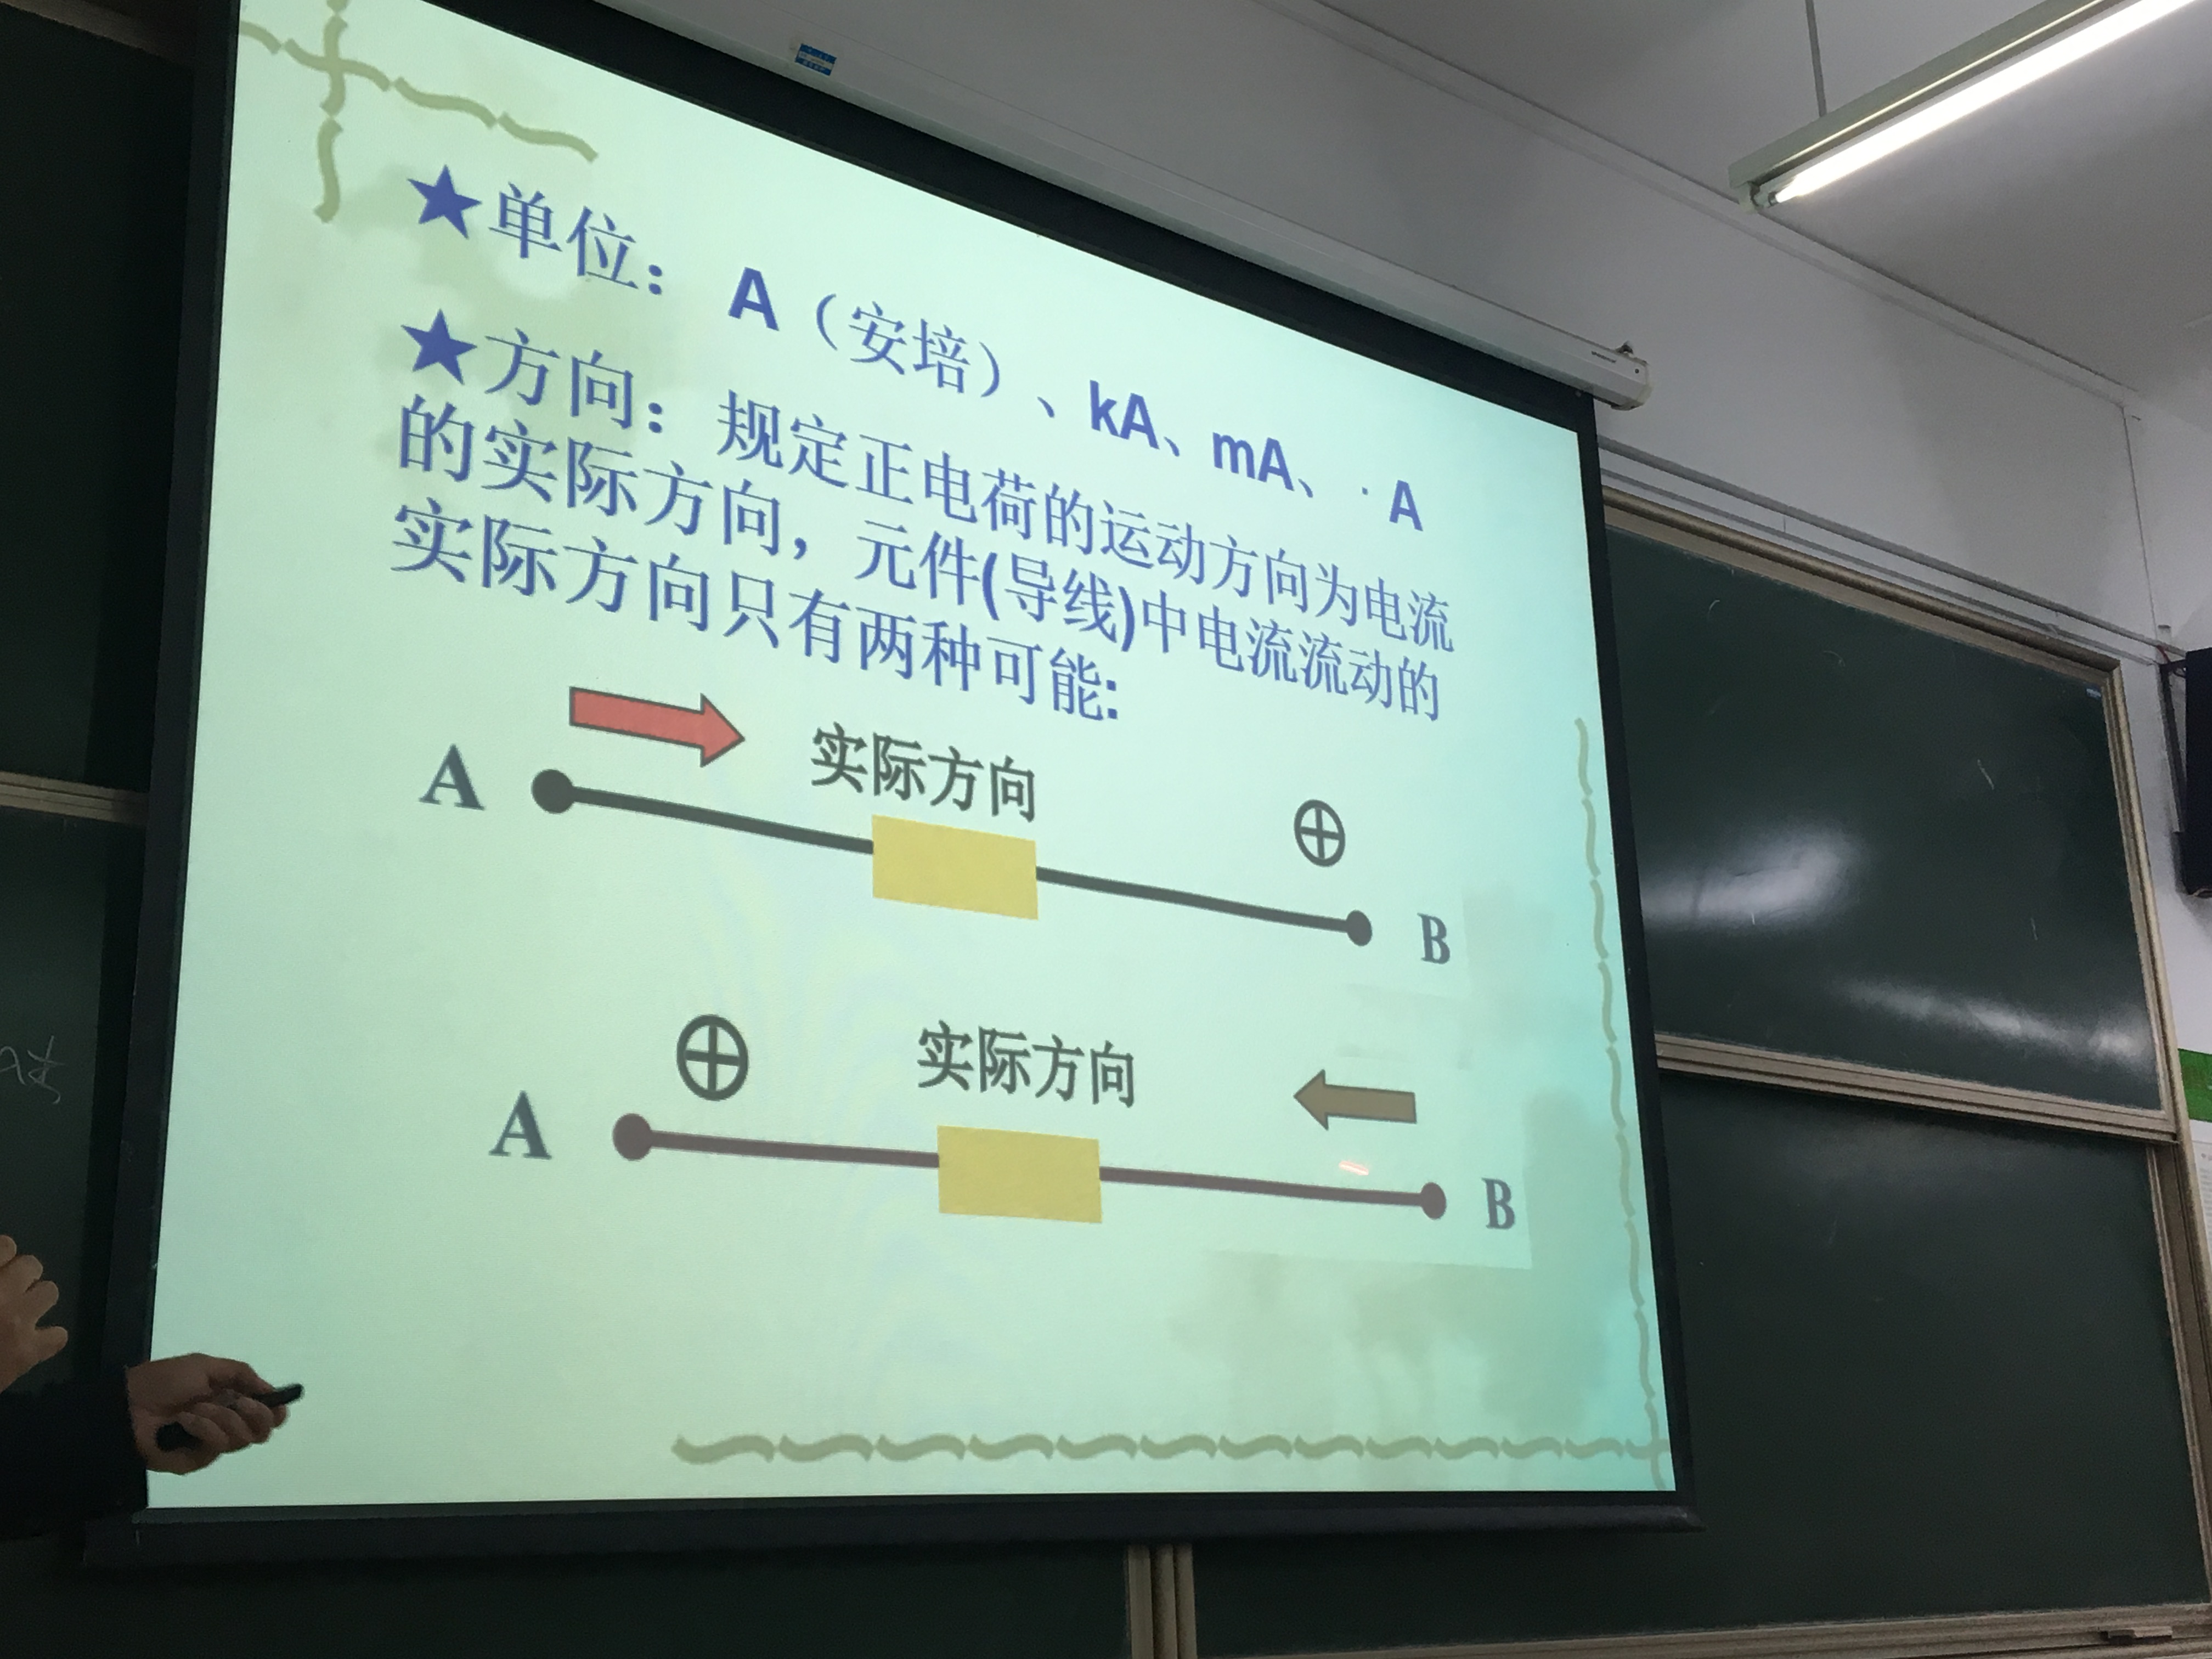 ★单位： A（安培）、kA、mA、·A
★方向：规定正电荷的运动方向为电流
的实际方向，元件(导线)中电流流动的
实际方向只有两种可能:
实际方向
A
B
实际方向
A
B